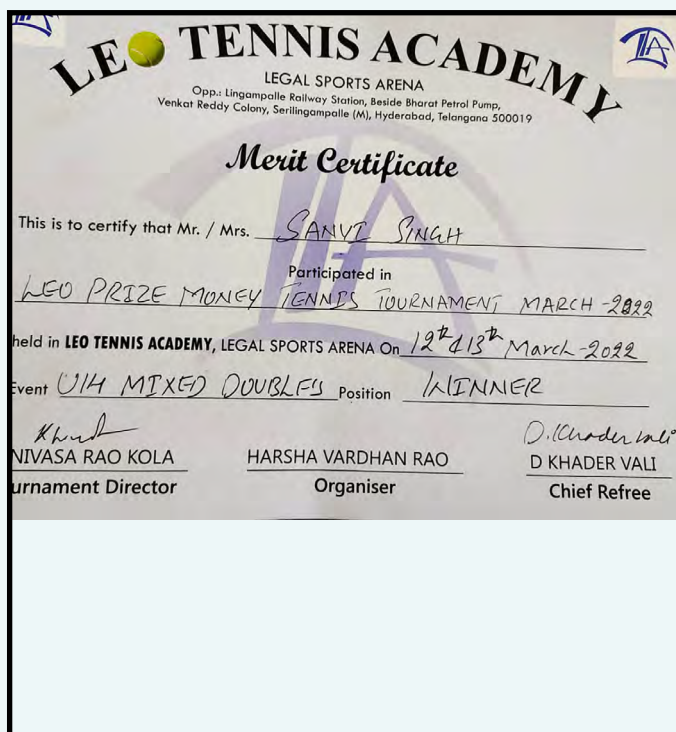 LEO TENNIS ACADEMY
LEGAL SPORTS ARENA
Opp.: Lingampalle Railway Station, Beside Bharat Petrol Pump,
Venkat Reddy Colony, Serilingampalle (M), Hyderabad, Telangana 500019
Merit Certificate
This is to certify that Mr. / Mrs. SANVI SINGH
Participated in
LEO PRIZE MONEY TENNIS TOURNAMENT MARCH-2022
held in LEO TENNIS ACADEMY, LEGAL SPORTS ARENA On 12th & 13th March-2022
Event U14 MIXED DOUBLES Position WINNER
D. Khader Vali
NIVASA RAO KOLA HARSHA VARDHAN RAO D KHADER VALI
urnament Director Organiser Chief Refree